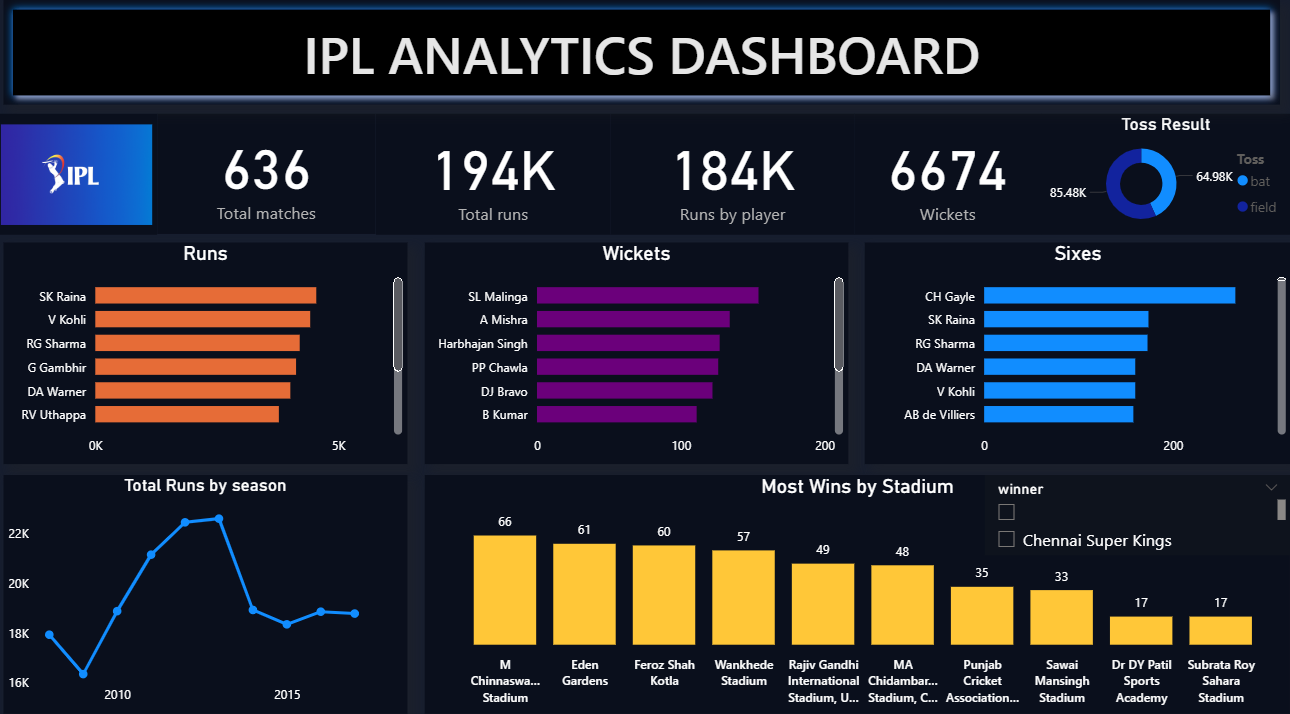 IPL ANALYTICS DASHBOARD
IPL
636
Total matches
194K
Total runs
184K
Runs by player
6674
Wickets
Toss Result
85.48K
64.98K
Toss
bat
field
Runs
SK Raina
V Kohli
RG Sharma
G Gambhir
DA Warner
RV Uthappa
0K 5K
Wickets
SL Malinga
A Mishra
Harbhajan Singh
PP Chawla
DJ Bravo
B Kumar
0 100 200
Sixes
CH Gayle
SK Raina
RG Sharma
DA Warner
V Kohli
AB de Villiers
0 200
Total Runs by season
22K
20K
18K
16K
2010 2015
Most Wins by Stadium
winner
Chennai Super Kings
66 61 60 57 49 48 35 33 17 17
M
Chinnaswa...
Stadium
Eden
Gardens
Feroz Shah
Kotla
Wankhede
Stadium
Rajiv Gandhi
International
Stadium, U...
MA
Chidambar...
Stadium, C...
Punjab
Cricket
Association...
Sawai
Mansingh
Stadium
Dr DY Patil
Sports
Academy
Subrata Roy
Sahara
Stadium